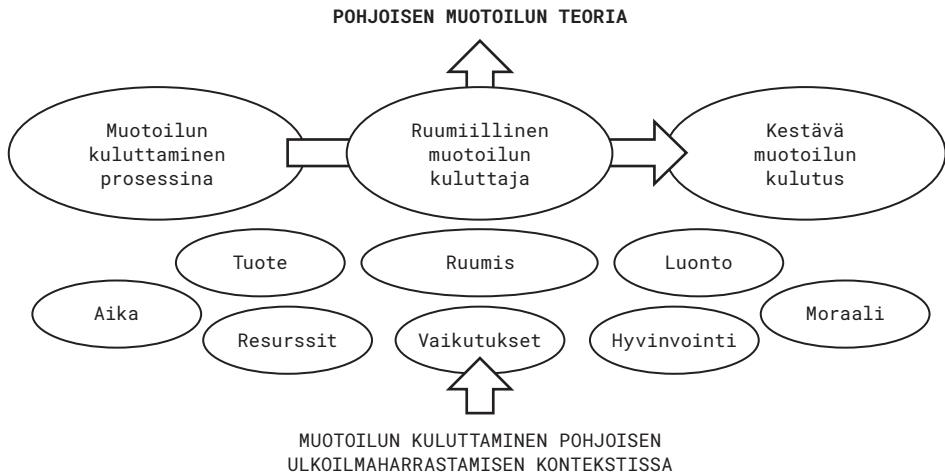 POHJOISEN MUOTOILUN TEORIA
Muotoilun
kuluttaminen
prosessina
Ruumiillinen
muotoilun
kuluttaja
Kestävä
muotoilun
kulutus
Tuote
Ruumis
Luonto
Aika
Moraali
Resurssit
Vaikutukset
Hyvinvointi
MUOTOILUN KULUTTAMINEN POHJOISEN
ULKOILMAHARRASTAMISEN KONTEKSTISSA